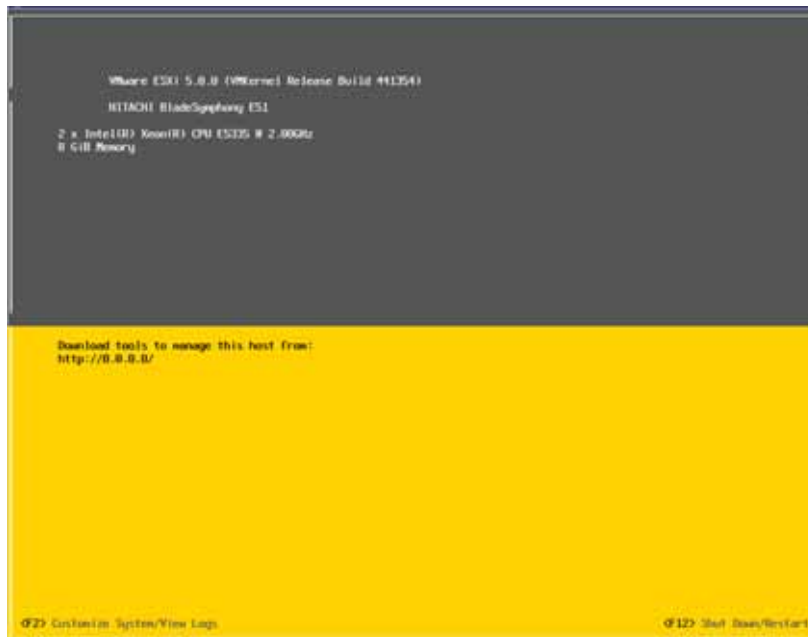 VMware ESXi 5.0.0 (VMKernel Release Build 441354)
HITACHI BladeSymphony E51
2 x Intel(R) Xeon(R) CPU E5335 @ 2.00GHz
8 GiB Memory
Download tools to manage this host from:
http://0.0.0.0/
<F2> Customize System/View Logs
<F12> Shut Down/Restart